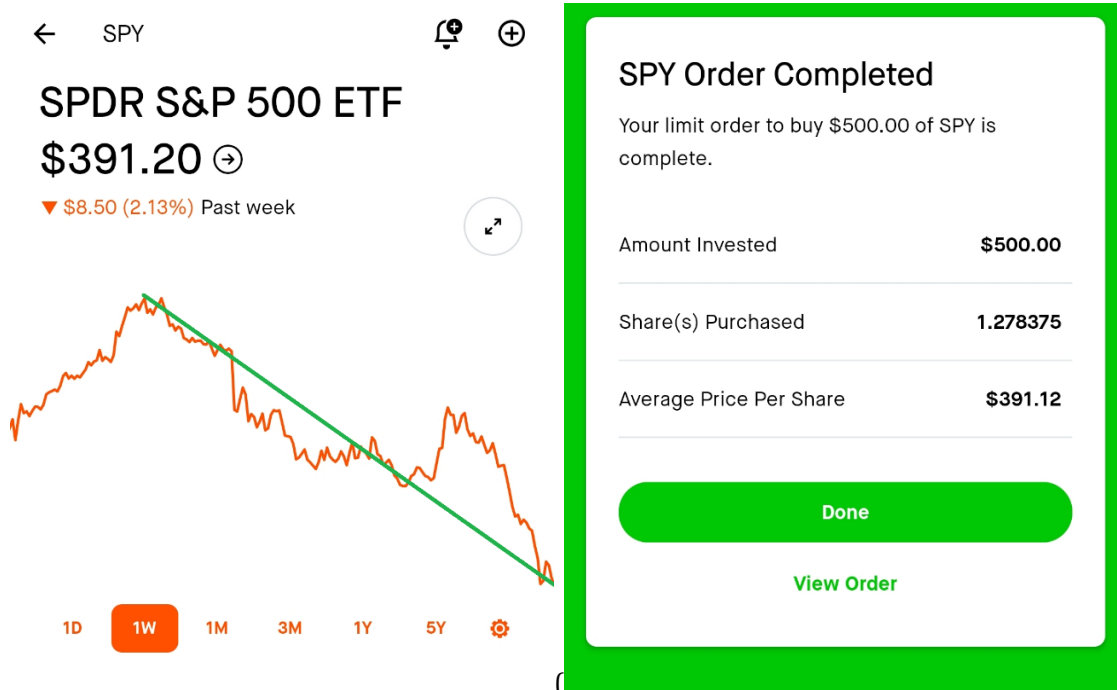 SPY
SPDR S&P 500 ETF
$391.20
▼ $8.50 (2.13%) Past week
1D 1W 1M 3M 1Y 5Y
SPY Order Completed
Your limit order to buy $500.00 of SPY is
complete.
Amount Invested $500.00
Share(s) Purchased 1.278375
Average Price Per Share $391.12
Done
View Order